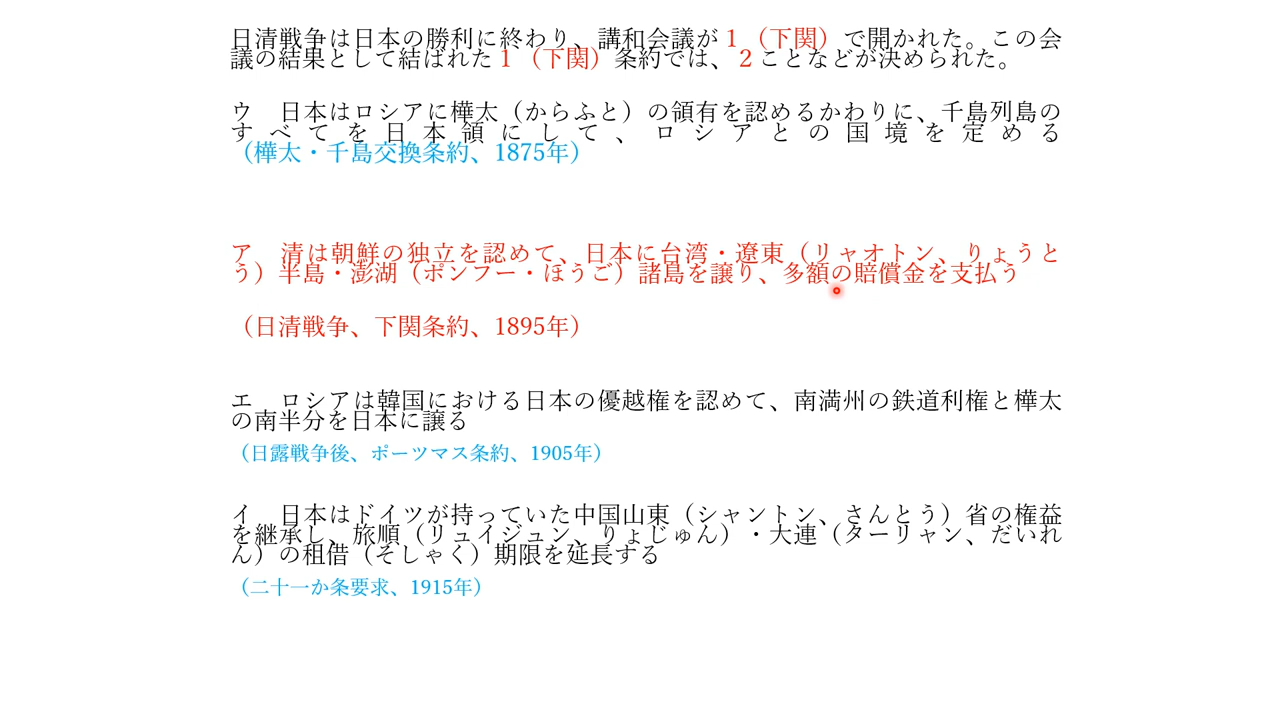 日清戦争は日本の勝利に終わり、講和会議が１（下関）で開かれた。この会
議の結果として結ばれた１（下関）条約では、２ことなどが決められた。
ウ　日本はロシアに樺太（からふと）の領有を認めるかわりに、千島列島の
すべてを日本領にして、ロシアとの国境を定める
（樺太・千島交換条約、1875年）
ア　清は朝鮮の独立を認めて、日本に台湾・遼東（リャオトン、りょうと
う）半島・澎湖（ポンフー・ほうご）諸島を譲り、多額の賠償金を支払う
（日清戦争、下関条約、1895年）
エ　ロシアは韓国における日本の優越権を認めて、南満州の鉄道利権と樺太
の南半分を日本に譲る
（日露戦争後、ポーツマス条約、1905年）
イ　日本はドイツが持っていた中国山東（シャントン、さんとう）省の権益
を継承し、旅順（リュイシュン、りょじゅん）・大連（ターリャン、だいれ
ん）の租借（そしゃく）期限を延長する
（二十一か条要求、1915年）